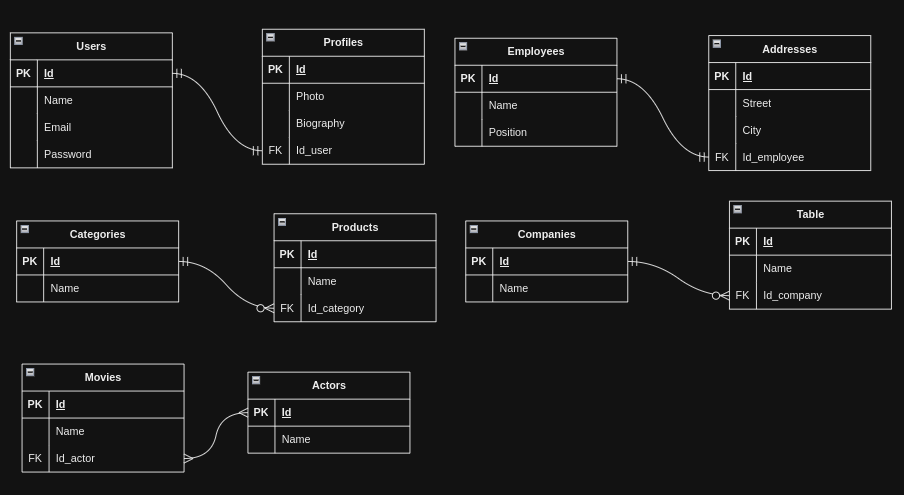 Users
PK Id
Name
Email
Password
Profiles
PK Id
Photo
Biography
FK Id_user
Employees
PK Id
Name
Position
Addresses
PK Id
Street
City
FK Id_employee
Categories
PK Id
Name
Products
PK Id
Name
FK Id_category
Companies
PK Id
Name
Table
PK Id
Name
FK Id_company
Movies
PK Id
Name
FK Id_actor
Actors
PK Id
Name